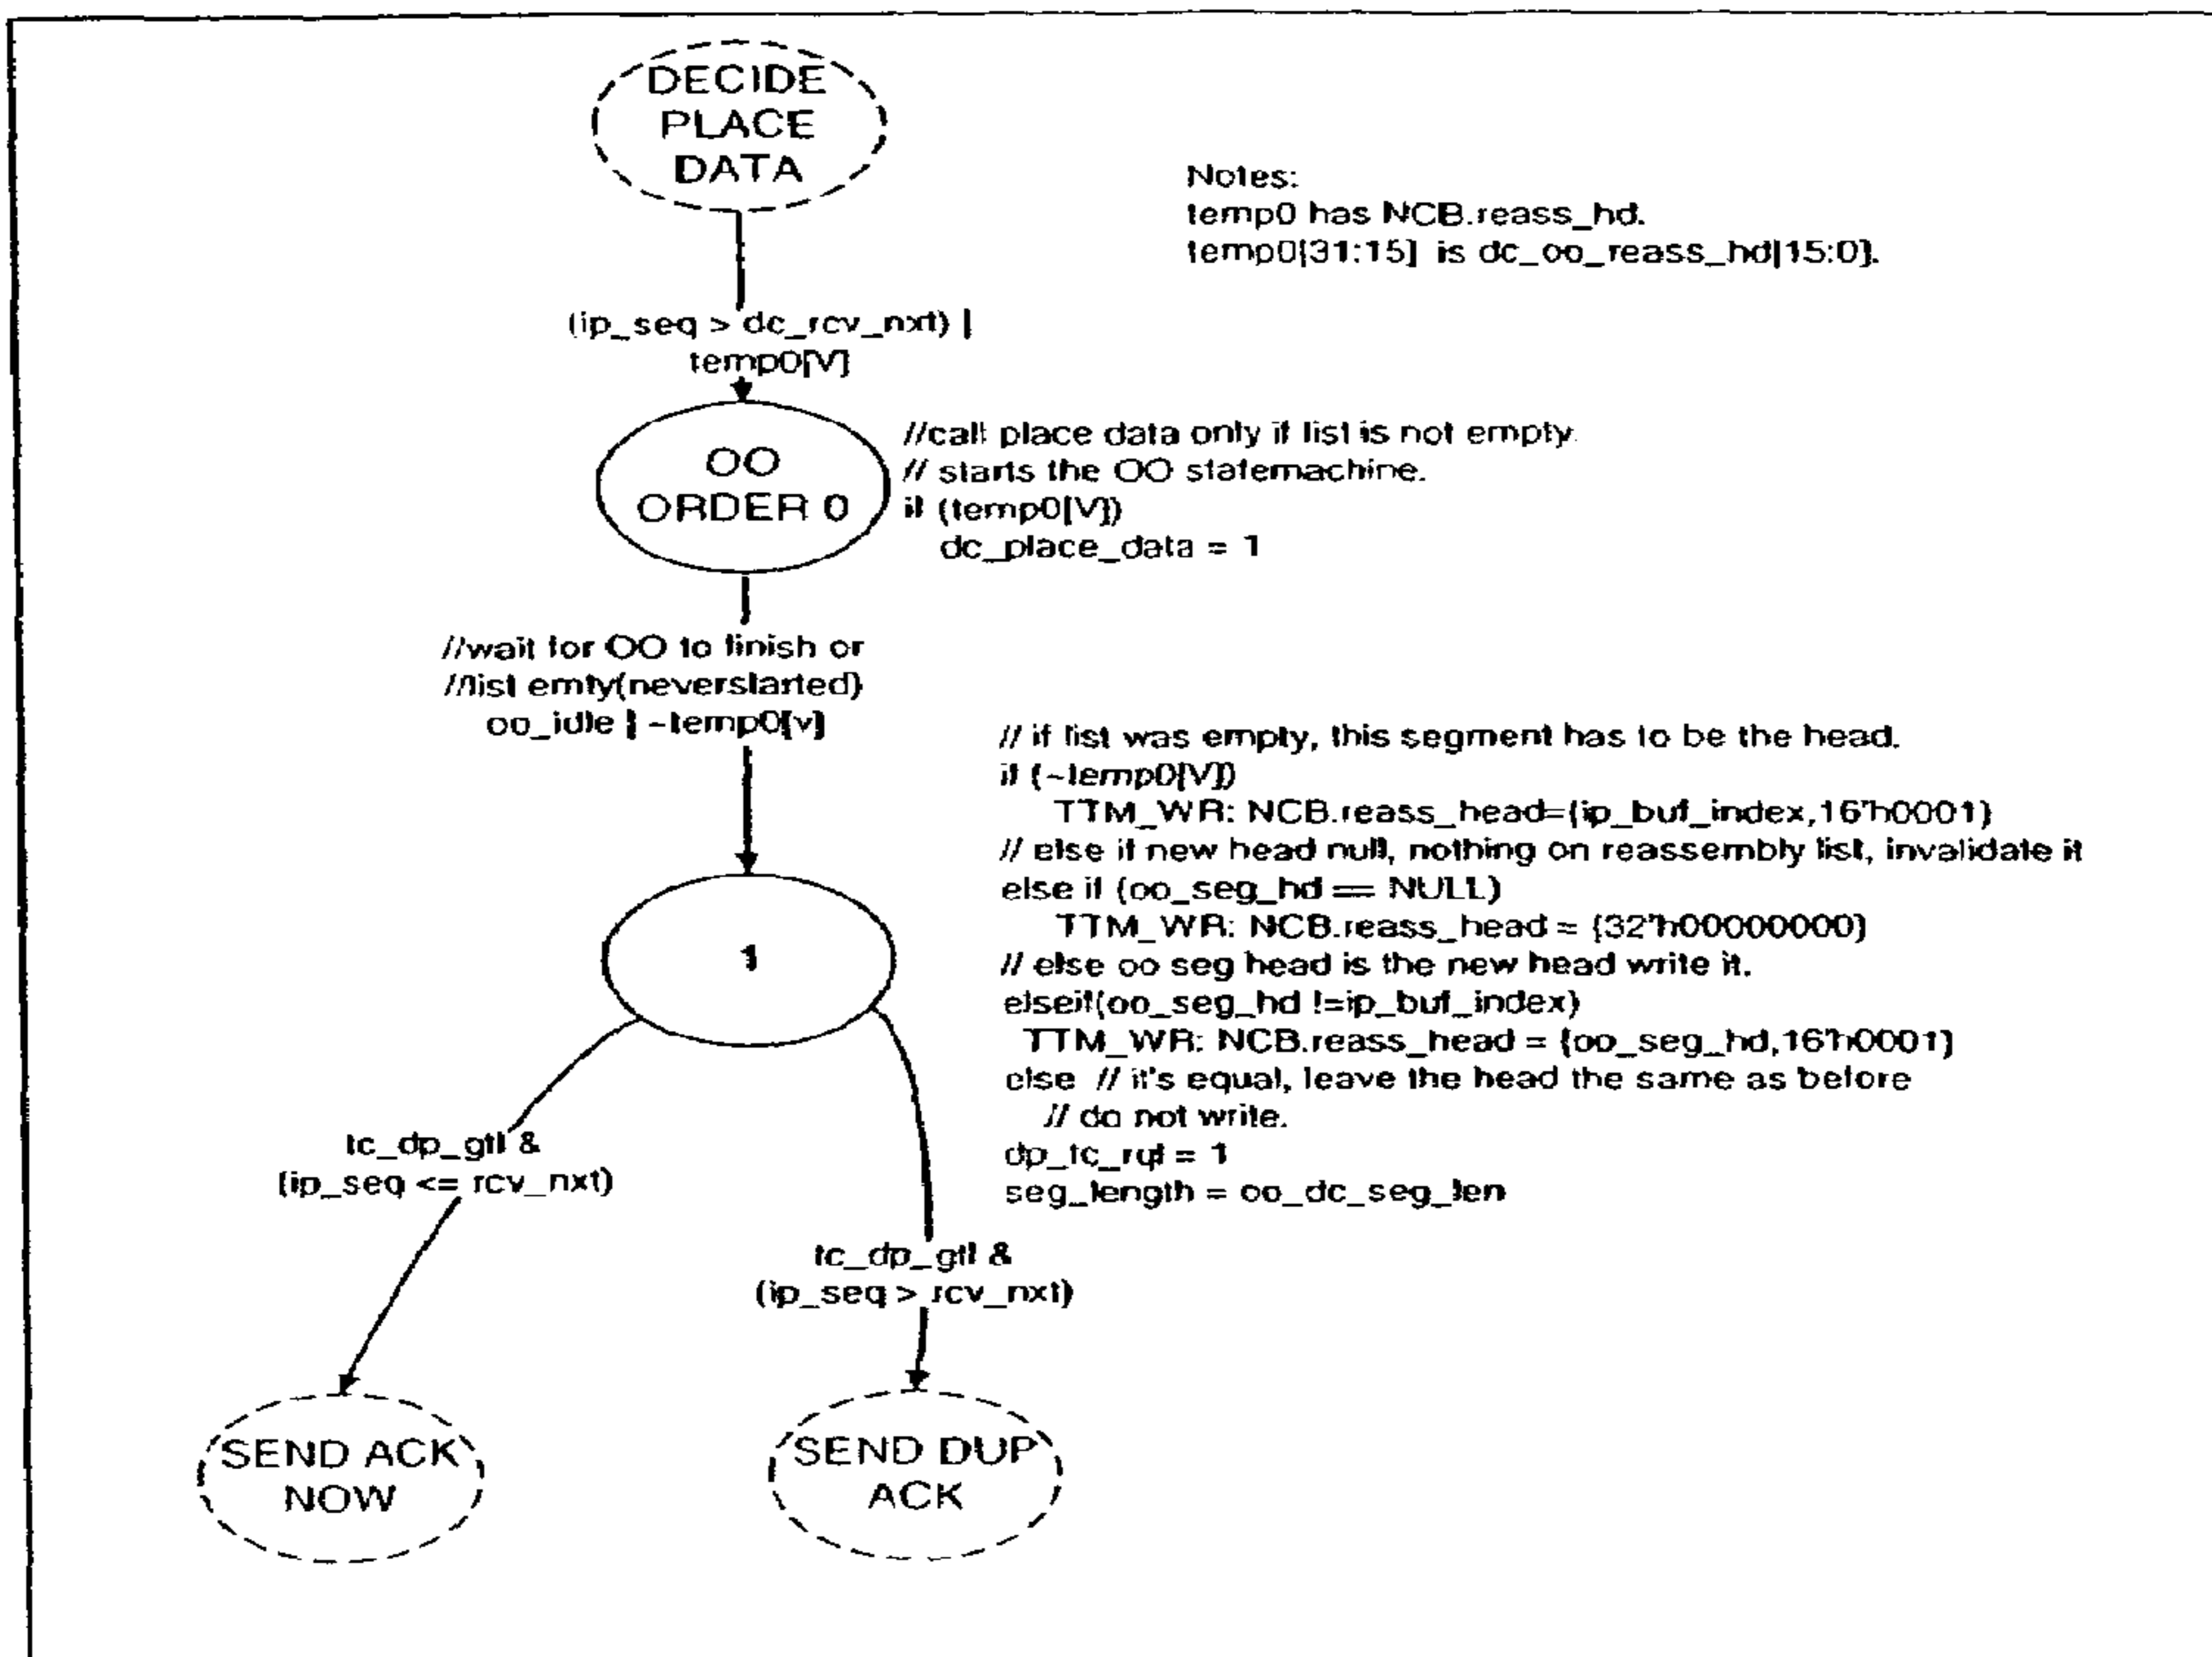 DECIDE
PLACE
DATA
Notes:
temp0 has NCB.reass_hd.
temp0[31:15] is dc_oo_reass_hd[15:0].
(ip_seq > dc_rcv_nxt) |
temp0[V]
OO
ORDER 0
//call place data only if list is not empty.
// starts the OO statemachine.
if (temp0[V])
dc_place_data = 1
//wait for OO to finish or
//list emty(neverstarted)
oo_idle | ~temp0[v]
// if list was empty, this segment has to be the head.
if (~temp0[V])
TTM_WR: NCB.reass_head={ip_buf_index,16'h0001}
// else if new head null, nothing on reassembly list, invalidate it
else if (oo_seg_hd == NULL)
TTM_WR: NCB.reass_head = {32'h00000000}
// else oo seg head is the new head write it.
elseif(oo_seg_hd !=ip_buf_index)
TTM_WR: NCB.reass_head = {oo_seg_hd,16'h0001}
else // it's equal, leave the head the same as before
// do not write.
dp_tc_rqt = 1
seg_length = oo_dc_seg_len
1
tc_dp_gtl &
(ip_seq <= rcv_nxt)
tc_dp_gtl &
(ip_seq > rcv_nxt)
SEND ACK
NOW
SEND DUP
ACK